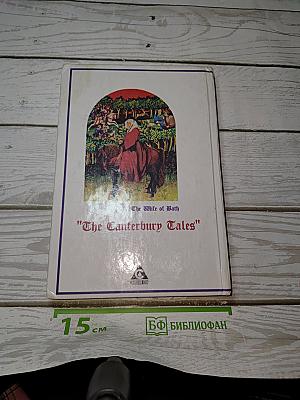 The Wife of Bath
"The Canterbury Tales"
15 см
БФ БИБЛИОФАН